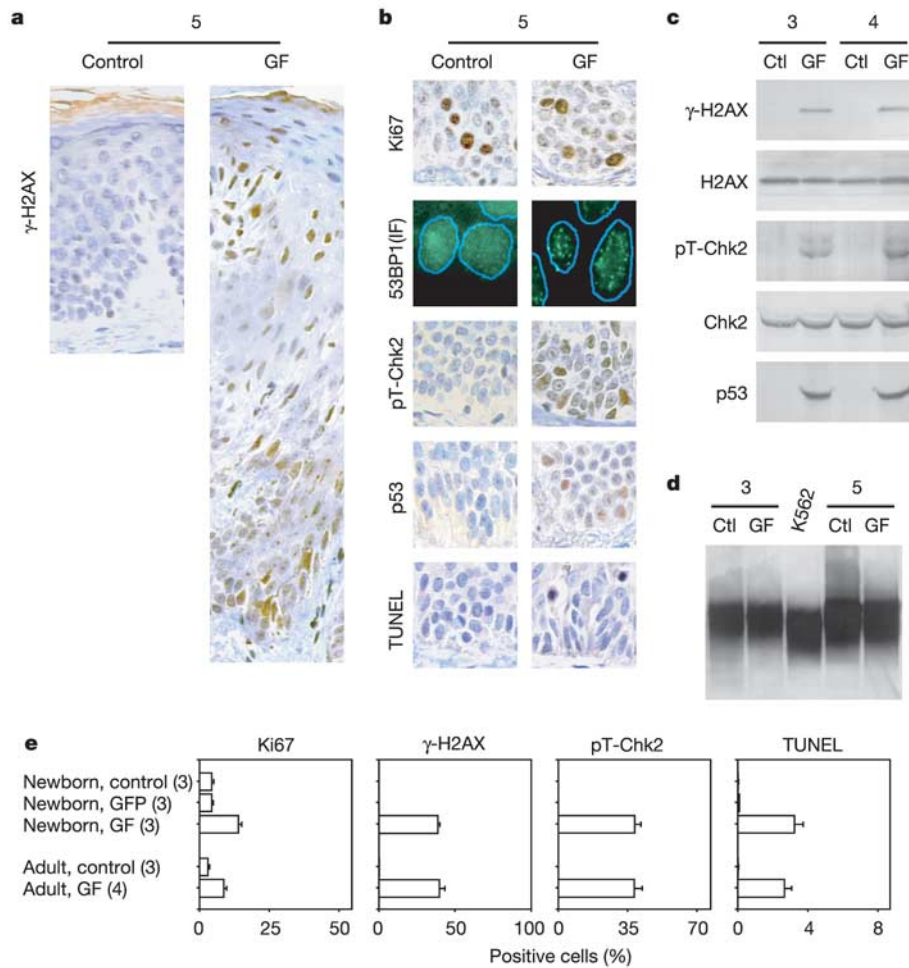 a
5
Control GF
γ-H2AX
b
5
Control GF
Ki67
53BP1(IF)
pT-Chk2
p53
TUNEL
c
3 4
Ctl GF Ctl GF
γ-H2AX
H2AX
pT-Chk2
Chk2
p53
d
3 K562 5
Ctl GF Ctl GF
e
Ki67 γ-H2AX pT-Chk2 TUNEL
Newborn, control (3)
Newborn, GFP (3)
Newborn, GF (3)
Adult, control (3)
Adult, GF (4)
0 25 50 0 50 100 0 35 70 0 4 8
Positive cells (%)